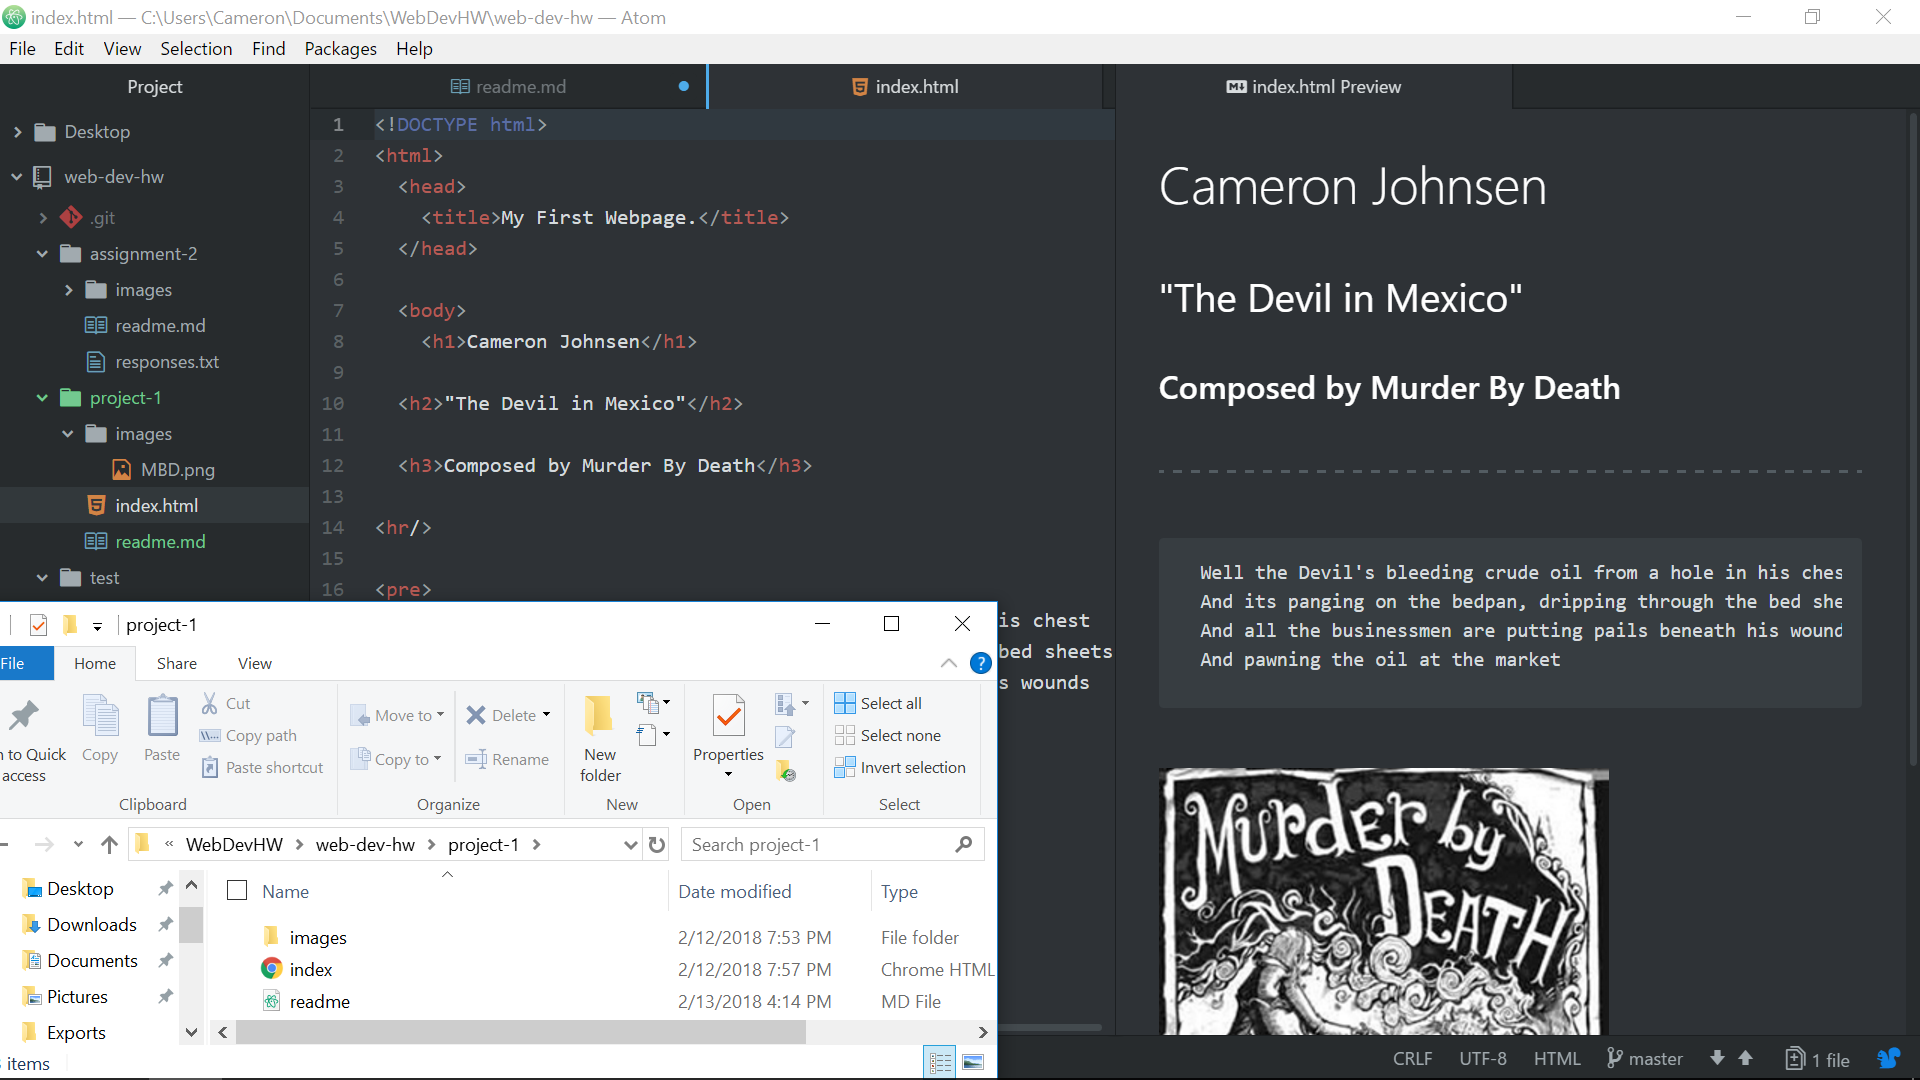 index.html — C:\Users\Cameron\Documents\WebDevHW\web-dev-hw — Atom
File Edit View Selection Find Packages Help
Project
Desktop
web-dev-hw
.git
assignment-2
images
readme.md
responses.txt
project-1
images
MBD.png
index.html
readme.md
test
readme.md
index.html
1 <!DOCTYPE html>
2 <html>
3 <head>
4 <title>My First Webpage.</title>
5 </head>
6
7 <body>
8 <h1>Cameron Johnsen</h1>
9
10 <h2>"The Devil in Mexico"</h2>
11
12 <h3>Composed by Murder By Death</h3>
13
14 <hr/>
15
16 <pre>
is chest
bed sheets
s wounds
index.html Preview
Cameron Johnsen
"The Devil in Mexico"
Composed by Murder By Death
Well the Devil's bleeding crude oil from a hole in his ches
And its panging on the bedpan, dripping through the bed she
And all the businessmen are putting pails beneath his wound
And pawning the oil at the market
Murder by
Death
project-1
File Home Share View
n to Quick access
Copy
Paste
Cut
Copy path
Paste shortcut
Clipboard
Move to
Copy to
Delete
Rename
Organize
New folder
New
Properties
Open
Select all
Select none
Invert selection
Select
« WebDevHW > web-dev-hw > project-1 >
Search project-1
Desktop
Downloads
Documents
Pictures
Exports
Name Date modified Type
images 2/12/2018 7:53 PM File folder
index 2/12/2018 7:57 PM Chrome HTML
readme 2/13/2018 4:14 PM MD File
items
CRLF UTF-8 HTML master 1 file